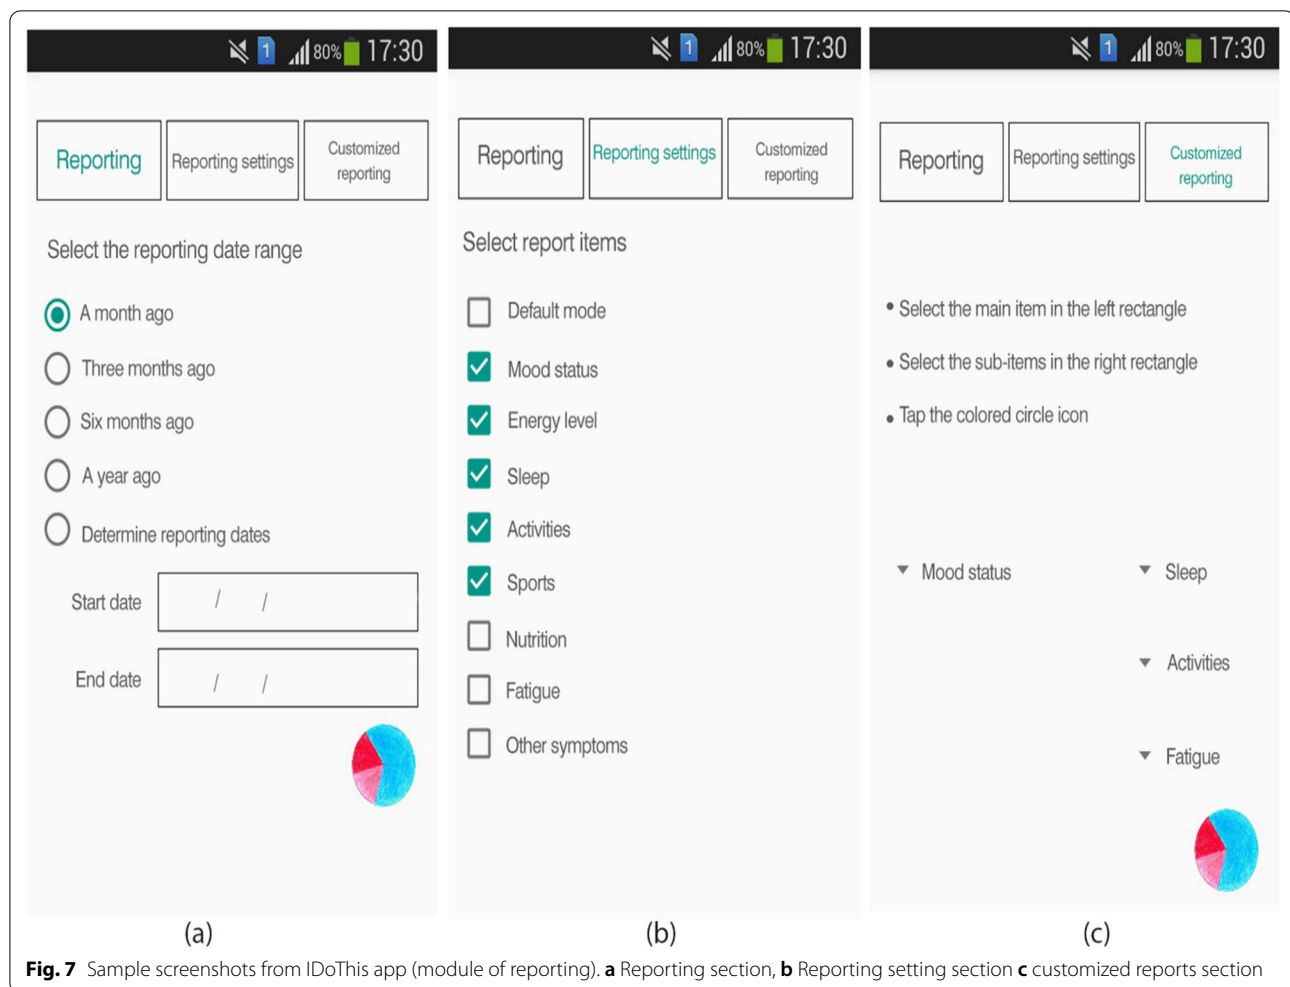 1 80% 17:30
Reporting
Reporting settings
Customized
reporting
Select the reporting date range
A month ago
Three months ago
Six months ago
A year ago
Determine reporting dates
Start date / /
End date / /
(a)
1 80% 17:30
Reporting
Reporting settings
Customized
reporting
Select report items
Default mode
Mood status
Energy level
Sleep
Activities
Sports
Nutrition
Fatigue
Other symptoms
(b)
1 80% 17:30
Reporting
Reporting settings
Customized
reporting
• Select the main item in the left rectangle
• Select the sub-items in the right rectangle
• Tap the colored circle icon
Mood status
Sleep
Activities
Fatigue
(c)
Fig. 7 Sample screenshots from IDoThis app (module of reporting). a Reporting section, b Reporting setting section c customized reports section